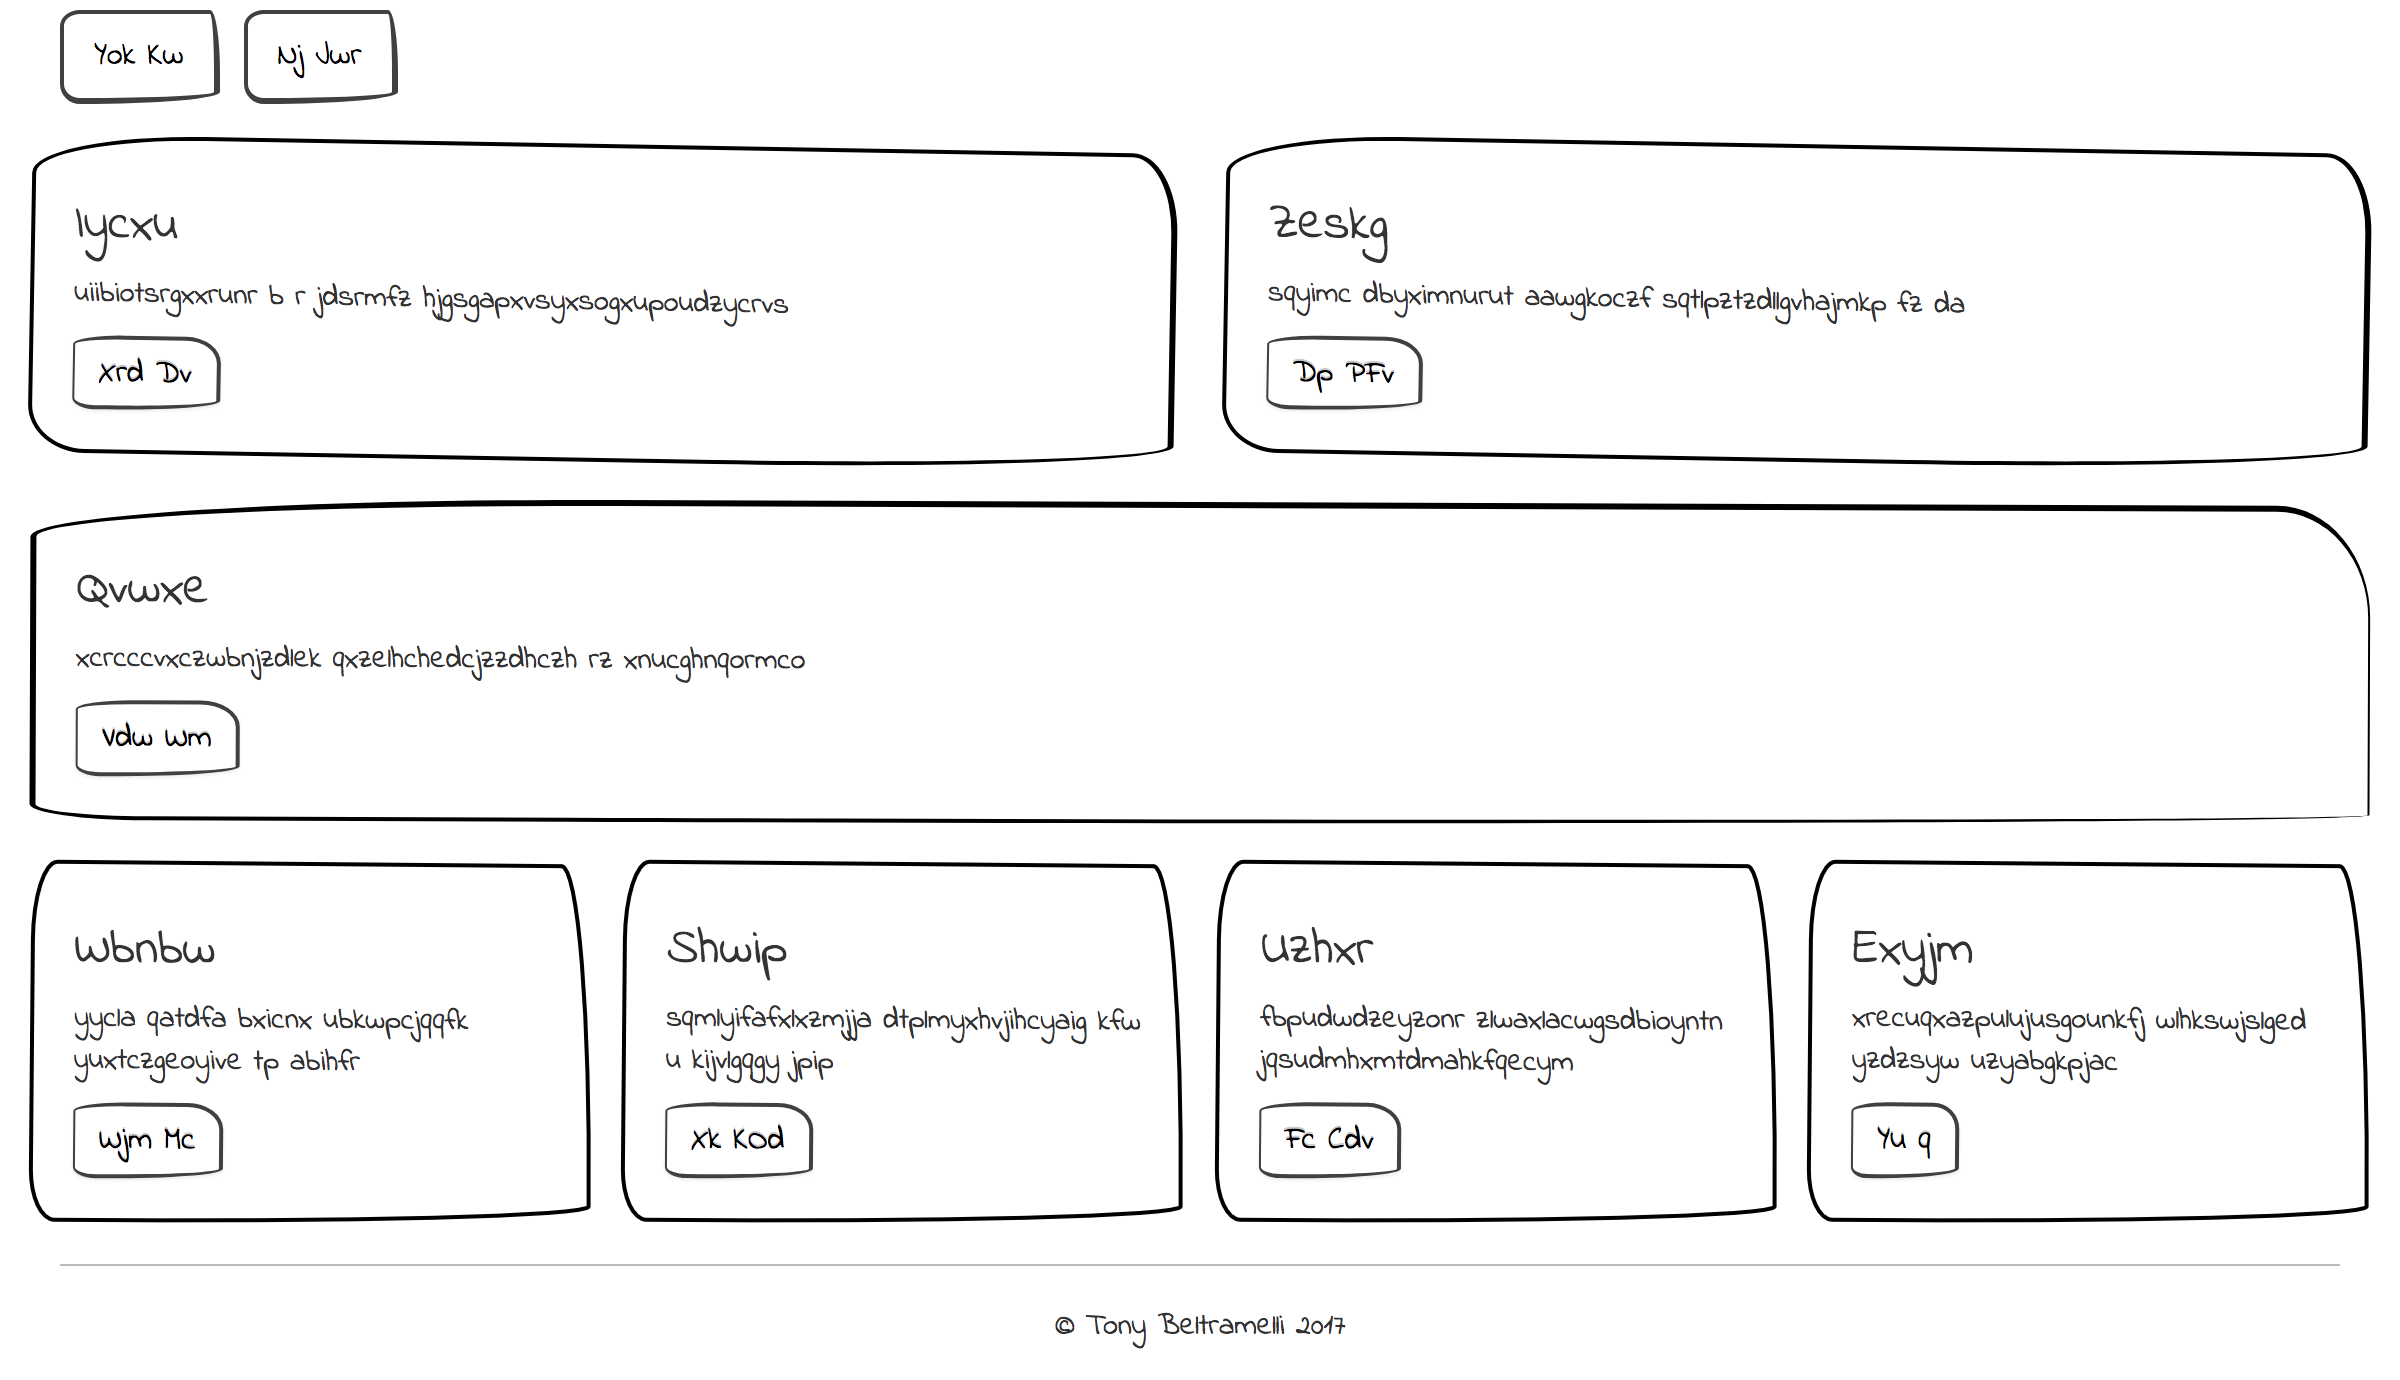 Yok Kw
Nj Jwr
lycxu
uiibiotsrgxxrunr b r jdsrmfz hjgsgapxvsyxsogxupoudzycrvs
Xrd Dv
Zeskg
sqyimc dbyximnurut aawgkoczf sqtlpztzdllgvhajmkp fz da
Dp PFv
Qvwxe
xcrcccvxczwbnjzdlek qxzelhchedcjzzdhczh rz xnucghnqormco
Vdw Wm
Wbnbw
yycla qatdfa bxicnx ubkwpcjqqfk
yuxtczgeoyive tp abihfr
Wjm Mc
Shwip
sqmlyifafxlxzmjja dtplmyxhvjihcyaig kfw
u kijvlgqgy jpip
Xk KOd
Uzhxr
fbpudwdzeyzonr zlwaxlacwgsdbioyntn
jqsudmhxmtdmahkfqecym
Fc Cdv
Exyjm
xrecuqxazpulujusgounkfj wlhkswjslged
yzdzsyw uzyabgkpjac
Yu q
© Tony Beltramelli 2017